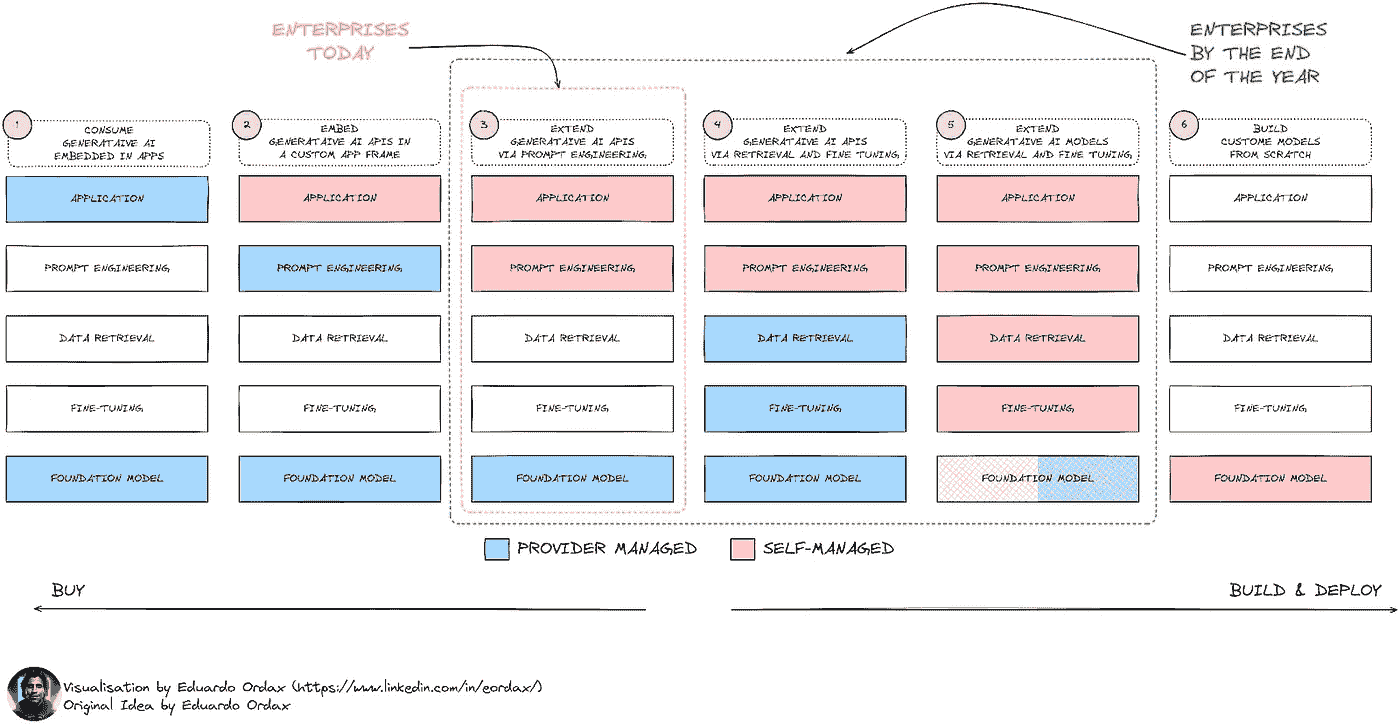 ENTERPRISES
TODAY
ENTERPRISES
BY THE END
OF THE YEAR
1
CONSUME
GENERATAIVE AI
EMBEDDED IN APPS
2
EMBED
GENERATAIVE AI APIS IN
A CUSTOM APP FRAME
3
EXTEND
GENERATAIVE AI APIS
VIA PROMPT ENGINEERING
4
EXTEND
GENERATAIVE AI APIS
VIA RETRIEVAL AND FINE TUNING
5
EXTEND
GENERATAIVE AI MODELS
VIA RETRIEVAL AND FINE TUNING
6
BUILD
CUSTOME MODELS
FROM SCRATCH
APPLICATION
APPLICATION
APPLICATION
APPLICATION
APPLICATION
APPLICATION
PROMPT ENGINEERING
PROMPT ENGINEERING
PROMPT ENGINEERING
PROMPT ENGINEERING
PROMPT ENGINEERING
PROMPT ENGINEERING
DATA RETRIEVAL
DATA RETRIEVAL
DATA RETRIEVAL
DATA RETRIEVAL
DATA RETRIEVAL
DATA RETRIEVAL
FINE-TUNING
FINE-TUNING
FINE-TUNING
FINE-TUNING
FINE-TUNING
FINE-TUNING
FOUNDATION MODEL
FOUNDATION MODEL
FOUNDATION MODEL
FOUNDATION MODEL
FOUNDATION MODEL
FOUNDATION MODEL
PROVIDER MANAGED
SELF-MANAGED
BUY
BUILD & DEPLOY
Visualisation by Eduardo Ordax (https://www.linkedin.com/in/eordax/)
Original Idea by Eduardo Ordax